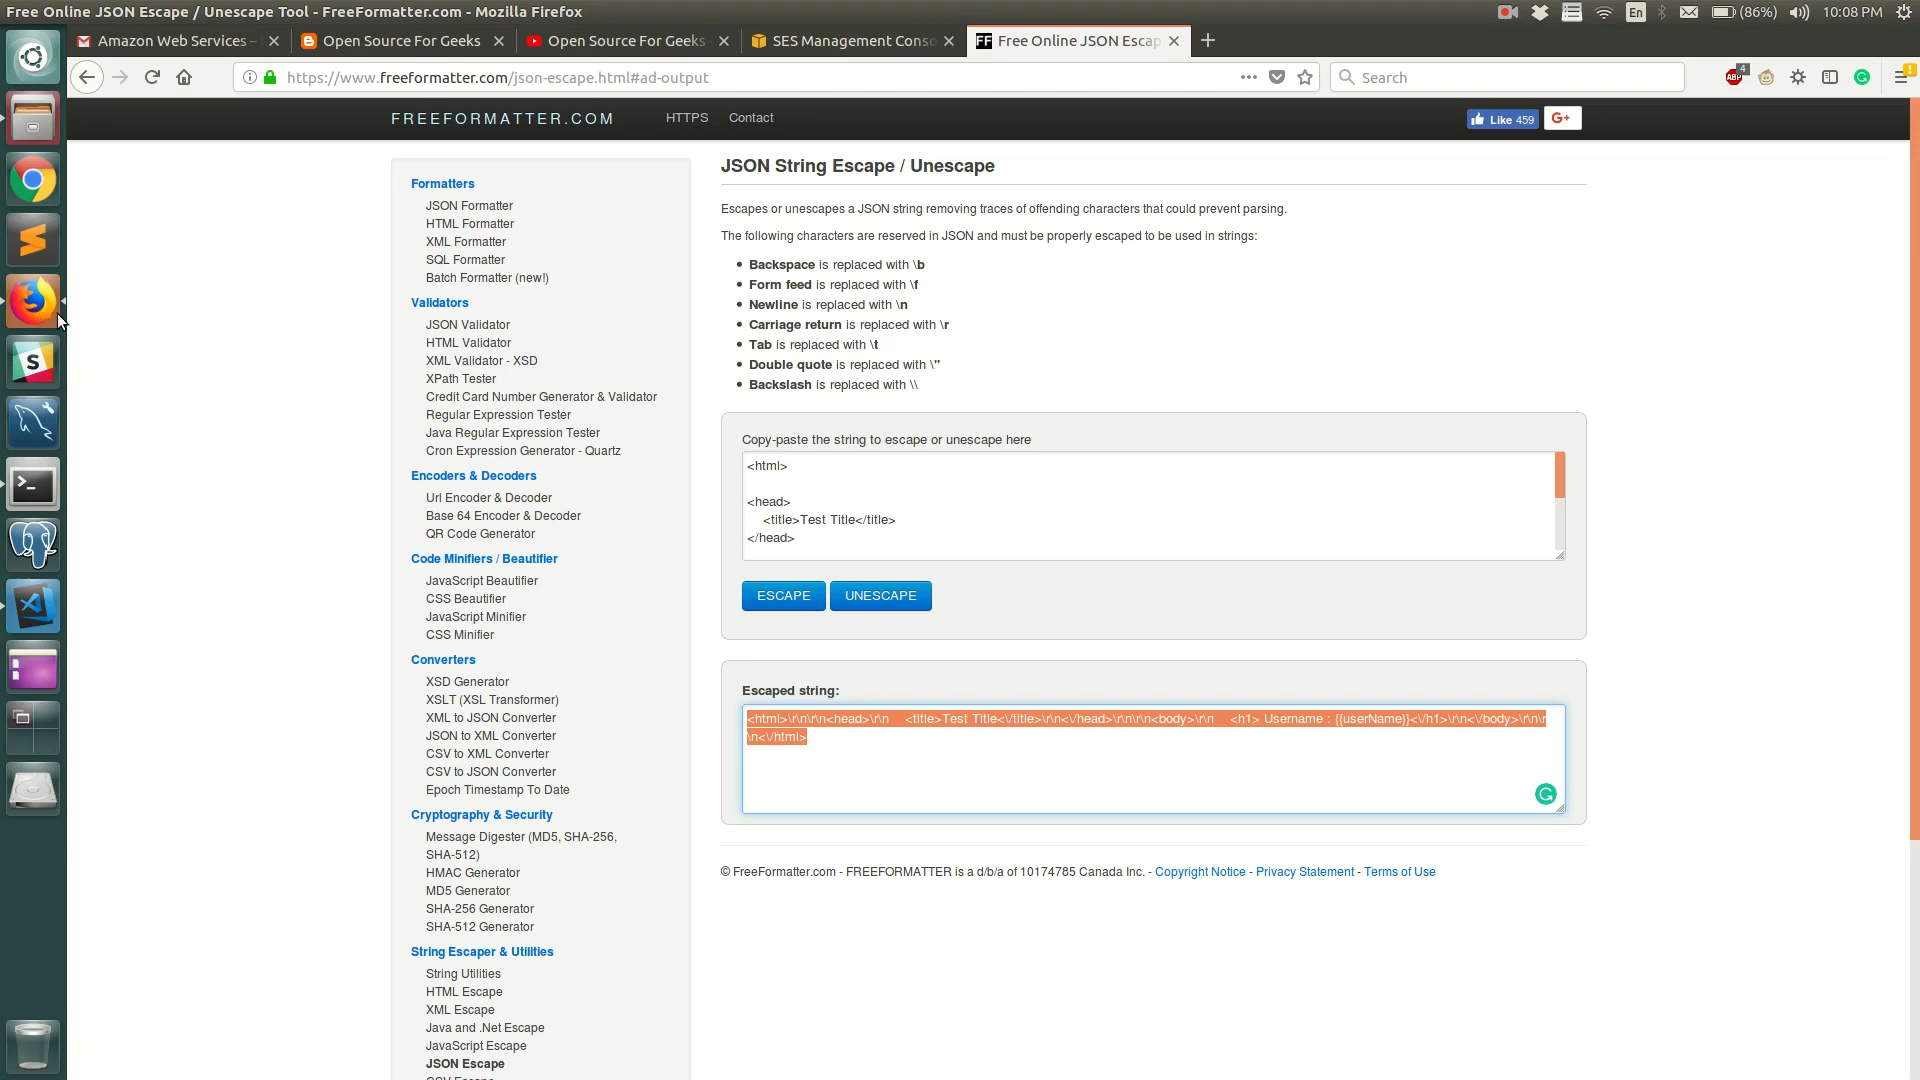 Free Online JSON Escape / Unescape Tool - FreeFormatter.com - Mozilla Firefox
En
(86%)
10:08 PM
Amazon Web Services –
Open Source For Geeks
Open Source For Geeks
SES Management Conso
Free Online JSON Escap
https://www.freeformatter.com/json-escape.html#ad-output
Search
ABP
4
FREEFORMATTER.COM
HTTPS
Contact
Like 459
G+
Formatters
JSON Formatter
HTML Formatter
XML Formatter
SQL Formatter
Batch Formatter (new!)
Validators
JSON Validator
HTML Validator
XML Validator - XSD
XPath Tester
Credit Card Number Generator & Validator
Regular Expression Tester
Java Regular Expression Tester
Cron Expression Generator - Quartz
Encoders & Decoders
Url Encoder & Decoder
Base 64 Encoder & Decoder
QR Code Generator
Code Minifiers / Beautifier
JavaScript Beautifier
CSS Beautifier
JavaScript Minifier
CSS Minifier
Converters
XSD Generator
XSLT (XSL Transformer)
XML to JSON Converter
JSON to XML Converter
CSV to XML Converter
CSV to JSON Converter
Epoch Timestamp To Date
Cryptography & Security
Message Digester (MD5, SHA-256,
SHA-512)
HMAC Generator
MD5 Generator
SHA-256 Generator
SHA-512 Generator
String Escaper & Utilities
String Utilities
HTML Escape
XML Escape
Java and .Net Escape
JavaScript Escape
JSON Escape
JSON String Escape / Unescape
Escapes or unescapes a JSON string removing traces of offending characters that could prevent parsing.
The following characters are reserved in JSON and must be properly escaped to be used in strings:
Backspace is replaced with \b
Form feed is replaced with \f
Newline is replaced with \n
Carriage return is replaced with \r
Tab is replaced with \t
Double quote is replaced with \"
Backslash is replaced with \\
Copy-paste the string to escape or unescape here
<html>
<head>
<title>Test Title</title>
</head>
ESCAPE
UNESCAPE
Escaped string:
<html>\r\n\r\n<head>\r\n    <title>Test Title<\/title>\r\n<\/head>\r\n\r\n<body>\r\n    <h1> Username : {{userName}}<\/h1>\r\n<\/body>\r\n\r
\n<\/html>
© FreeFormatter.com - FREEFORMATTER is a d/b/a of 10174785 Canada Inc. - Copyright Notice - Privacy Statement - Terms of Use